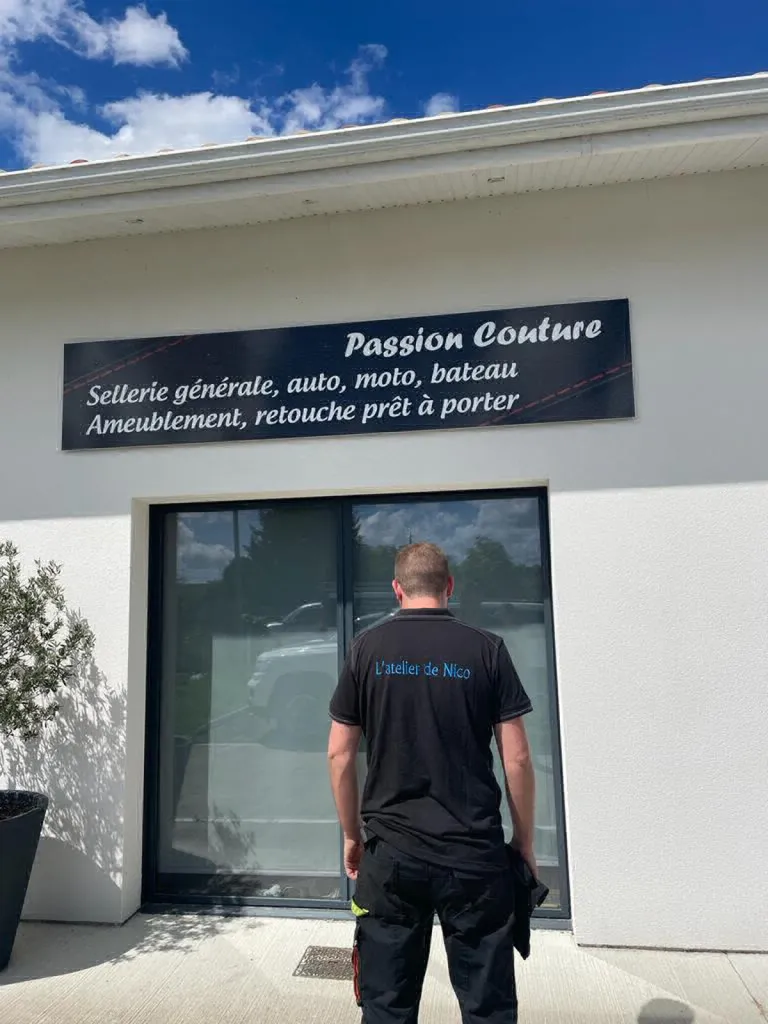 Passion Couture
Sellerie générale, auto, moto, bateau
Ameublement, retouche prêt à porter
L'atelier de Nico